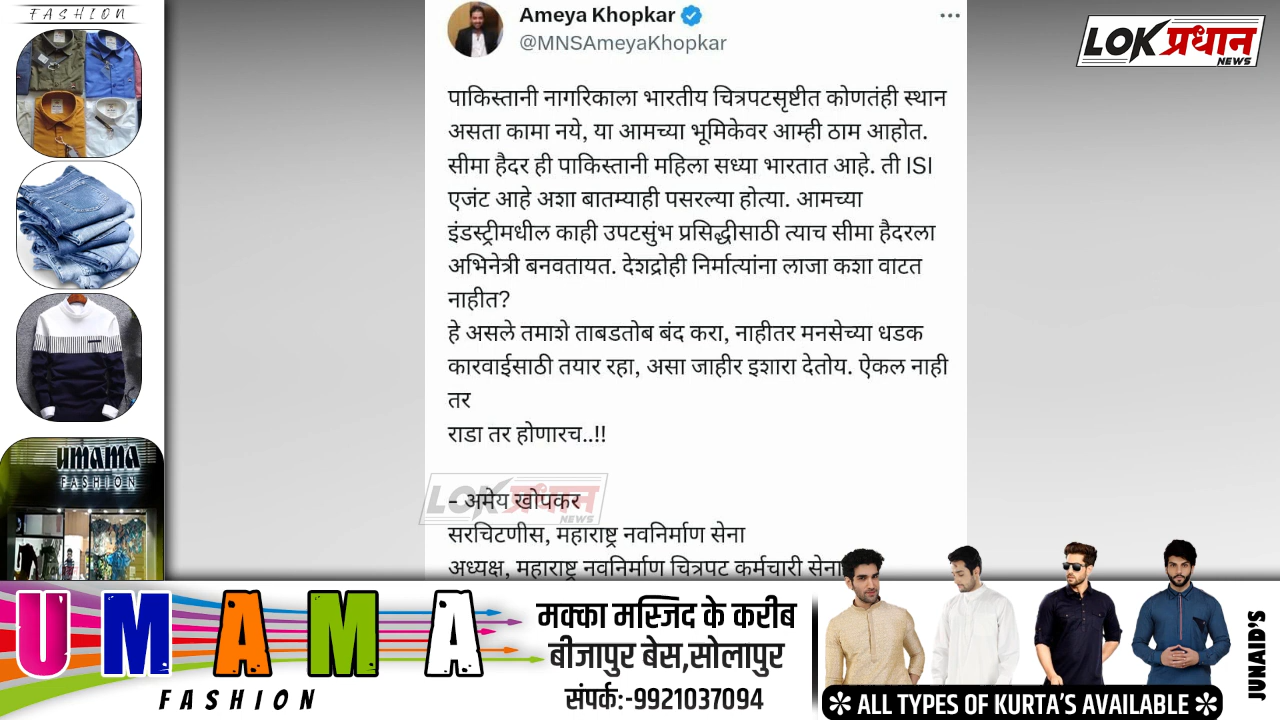 FASHION
Ameya Khopkar
@MNSAmeyaKhopkar
LOK प्रधान
NEWS
पाकिस्तानी नागरिकाला भारतीय चित्रपटसृष्टीत कोणतंही स्थान
असता कामा नये, या आमच्या भूमिकेवर आम्ही ठाम आहोत.
सीमा हैदर ही पाकिस्तानी महिला सध्या भारतात आहे. ती ISI
एजंट आहे अशा बातम्याही पसरल्या होत्या. आमच्या
इंडस्ट्रीमधील काही उपटसुंभ प्रसिद्धीसाठी त्याच सीमा हैदरला
अभिनेत्री बनवतायत. देशद्रोही निर्मात्यांना लाजा कशा वाटत
नाहीत?
हे असले तमाशे ताबडतोब बंद करा, नाहीतर मनसेच्या धडक
कारवाईसाठी तयार रहा, असा जाहीर इशारा देतोय. ऐकल नाही
तर
राडा तर होणारच..!!
LOK प्रधान
NEWS
- अमेय खोपकर
सरचिटणीस, महाराष्ट्र नवनिर्माण सेना
अध्यक्ष, महाराष्ट्र नवनिर्माण चित्रपट कर्मचारी सेना
umama
FASHION
UMAMA
FASHION
मक्का मस्जिद के करीब
बीजापुर बेस,सोलापुर
संपर्क:-9921037094
✼ ALL TYPES OF KURTA'S AVAILABLE ✼
JUNAID'S